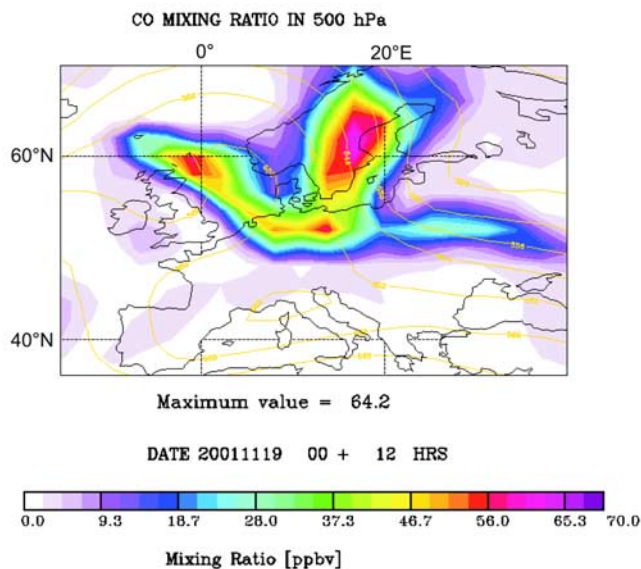 CO MIXING RATIO IN 500 hPa
0° 20°E
60°N
40°N
Maximum value = 64.2
DATE 20011119 00 + 12 HRS
0.0 9.3 18.7 28.0 37.3 46.7 56.0 65.3 70.0
Mixing Ratio [ppbv]